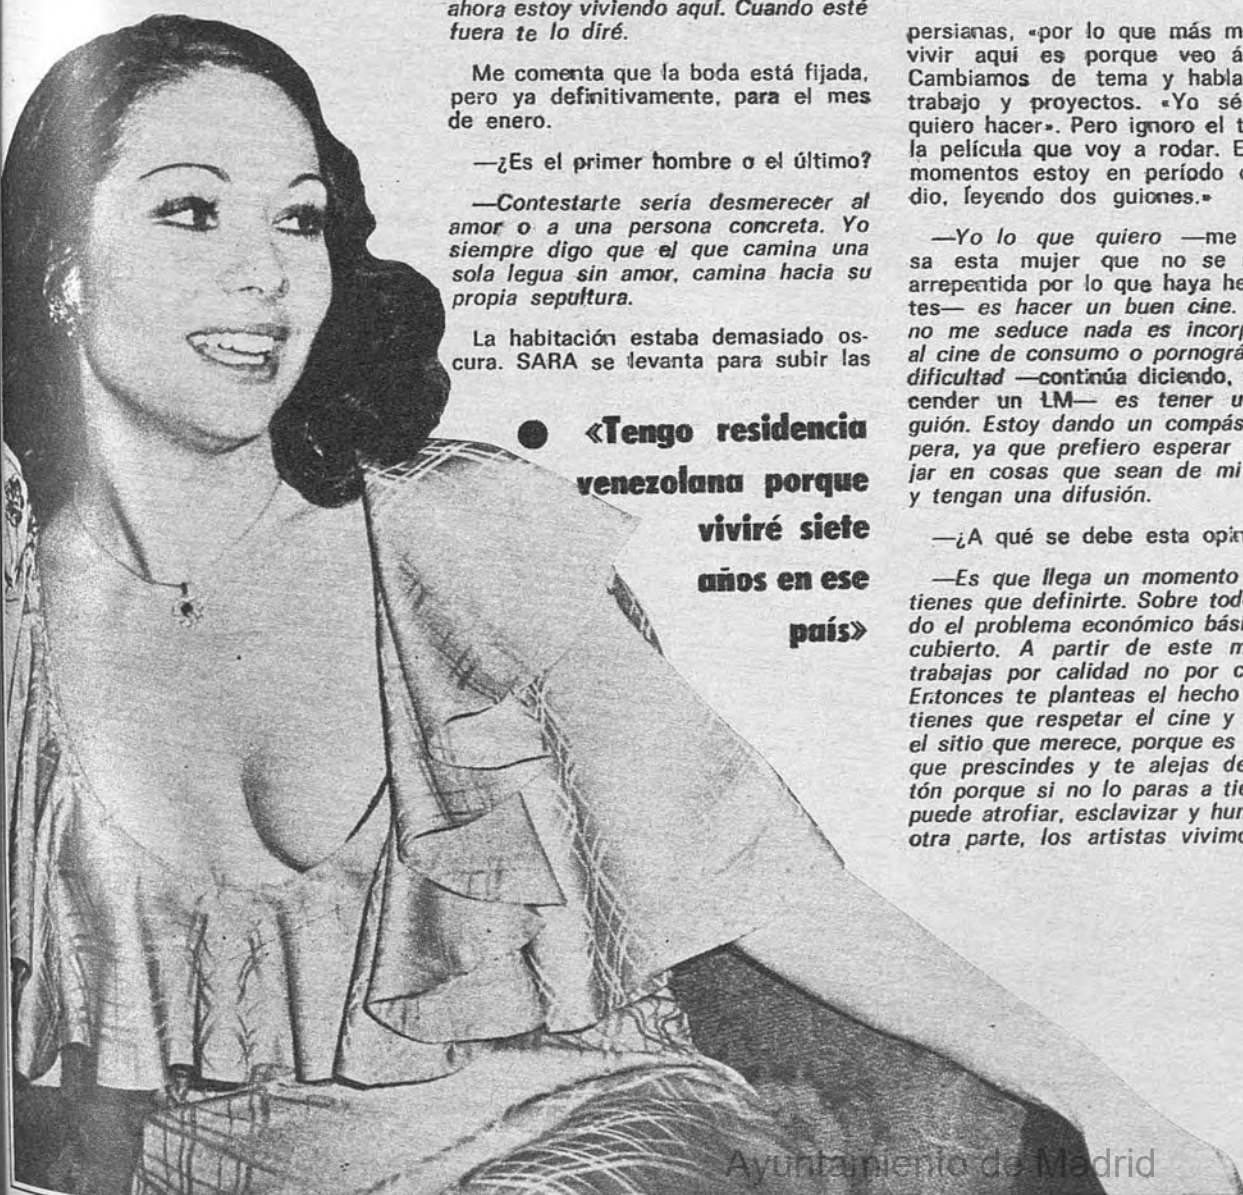 ahora estoy viviendo aquí. Cuando esté
fuera te lo diré.
Me comenta que la boda está fijada,
pero ya definitivamente, para el mes
de enero.
—¿Es el primer hombre o el último?
—Contestarte sería desmerecer al
amor o a una persona concreta. Yo
siempre digo que el que camina una
sola legua sin amor, camina hacia su
propia sepultura.
La habitación estaba demasiado os-
cura. SARA se levanta para subir las
● «Tengo residencia
venezolana porque
viviré siete
años en ese
país»
persianas, «por lo que más m
vivir aquí es porque veo á
Cambiamos de tema y habla
trabajo y proyectos. «Yo sé
quiero hacer». Pero ignoro el t
la película que voy a rodar. E
momentos estoy en período
dio, leyendo dos guiones.»
—Yo lo que quiero —me
sa esta mujer que no se
arrepentida por lo que haya he
tes— es hacer un buen cine.
no me seduce nada es incorp
al cine de consumo o pornográ
dificultad —continúa diciendo,
cender un LM— es tener u
guión. Estoy dando un compás
pera, ya que prefiero esperar
jar en cosas que sean de mi
y tengan una difusión.
—¿A qué se debe esta opin
—Es que llega un momento
tienes que definirte. Sobre tod
do el problema económico bás
cubierto. A partir de este m
trabajas por calidad no por c
Entonces te planteas el hecho
tienes que respetar el cine y
el sitio que merece, porque es
que prescindes y te alejas de
tón porque si no lo paras a tie
puede atrofiar, esclavizar y hun
otra parte, los artistas vivimo
Ayuntamiento de Madrid